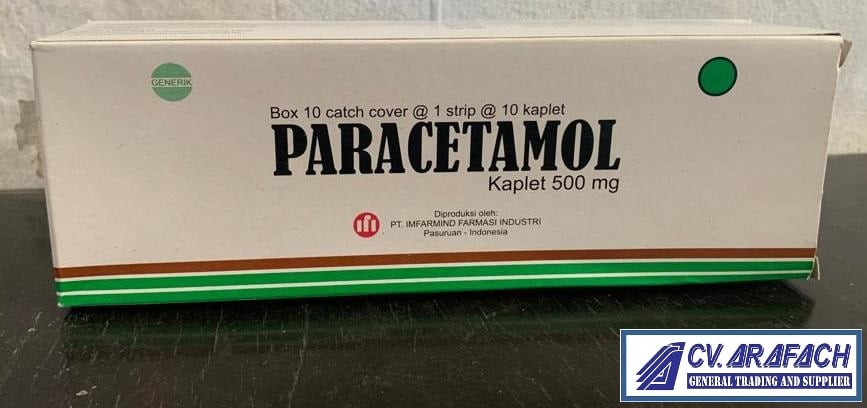 GENERIK
Box 10 catch cover @ 1 strip @ 10 kaplet
PARACETAMOL
Kaplet 500 mg
ifi
Diproduksi oleh:
PT. IMFARMIND FARMASI INDUSTRI
Pasuruan - Indonesia
CV. ARAFACH
GENERAL TRADING AND SUPPLIER